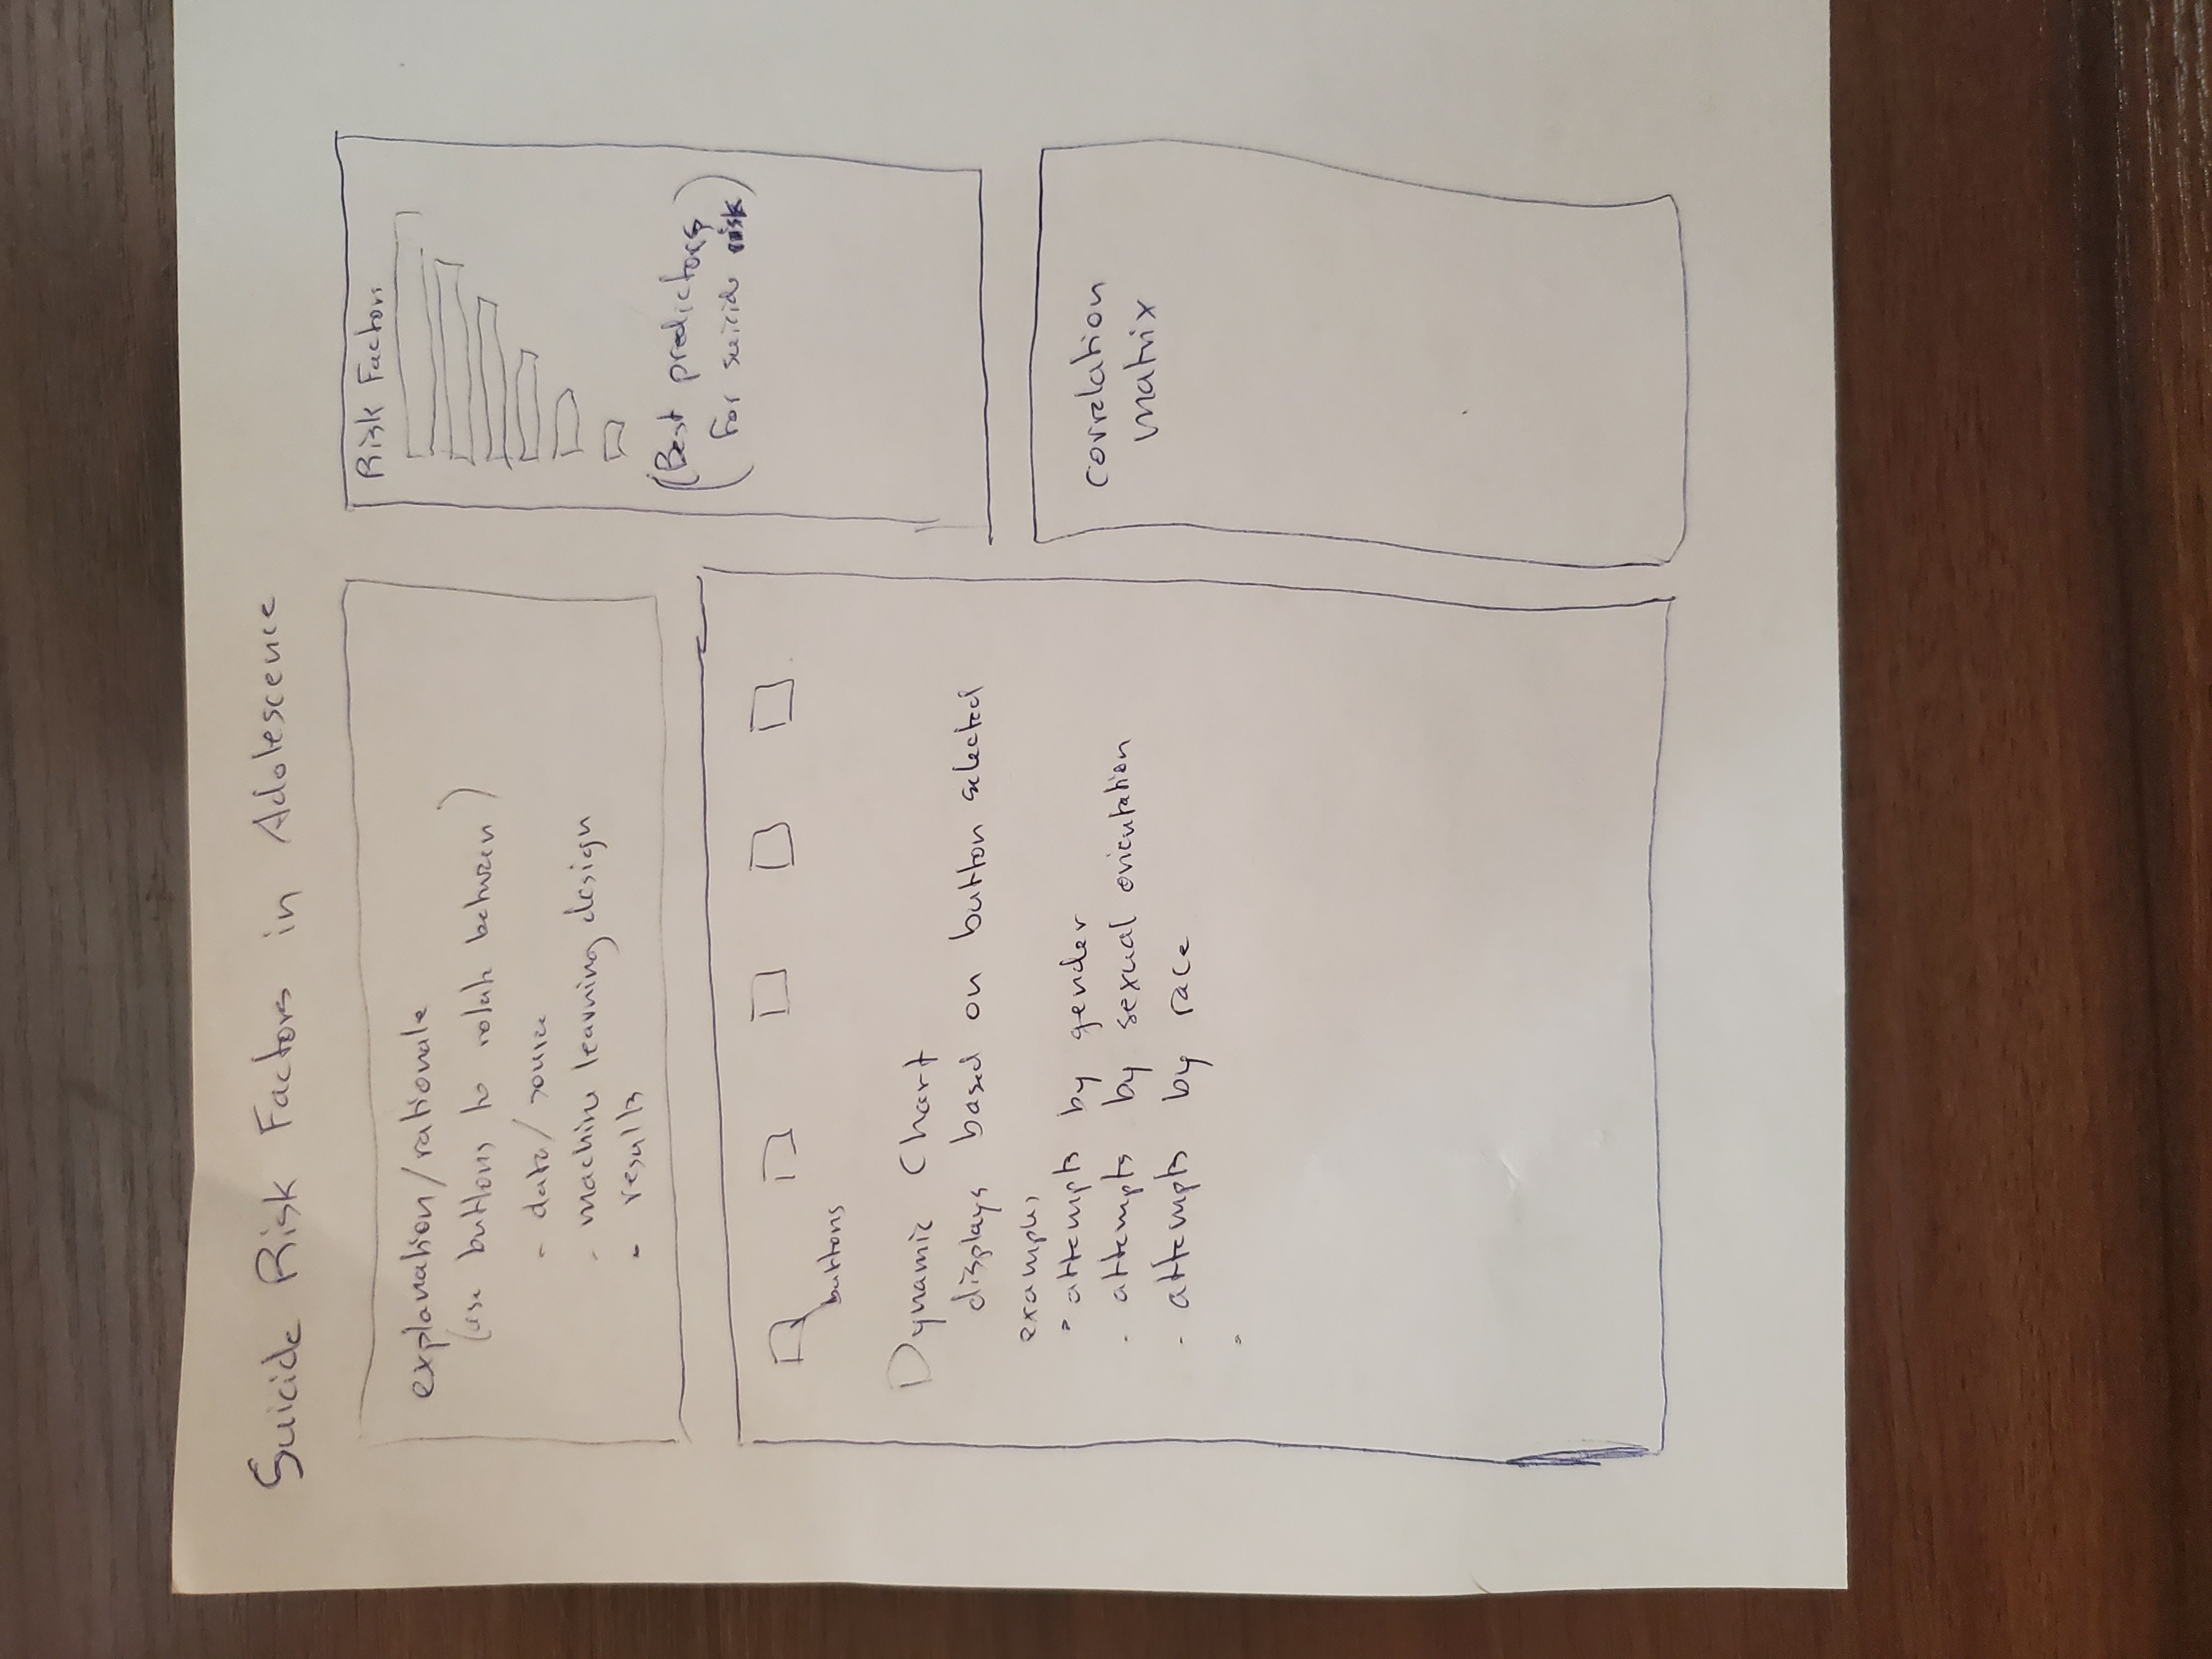 Suicide Risk Factors in Adolescence
explanation/rationale
(use buttons to rotate between)
- data/source
- machine learning design
- results
buttons
Dynamic Chart
displays based on button selected
examples
• attempts by gender
- attempts by sexual orientation
- attempts by race
Risk Factors
(Best predictors
for suicide risk)
correlation
matrix